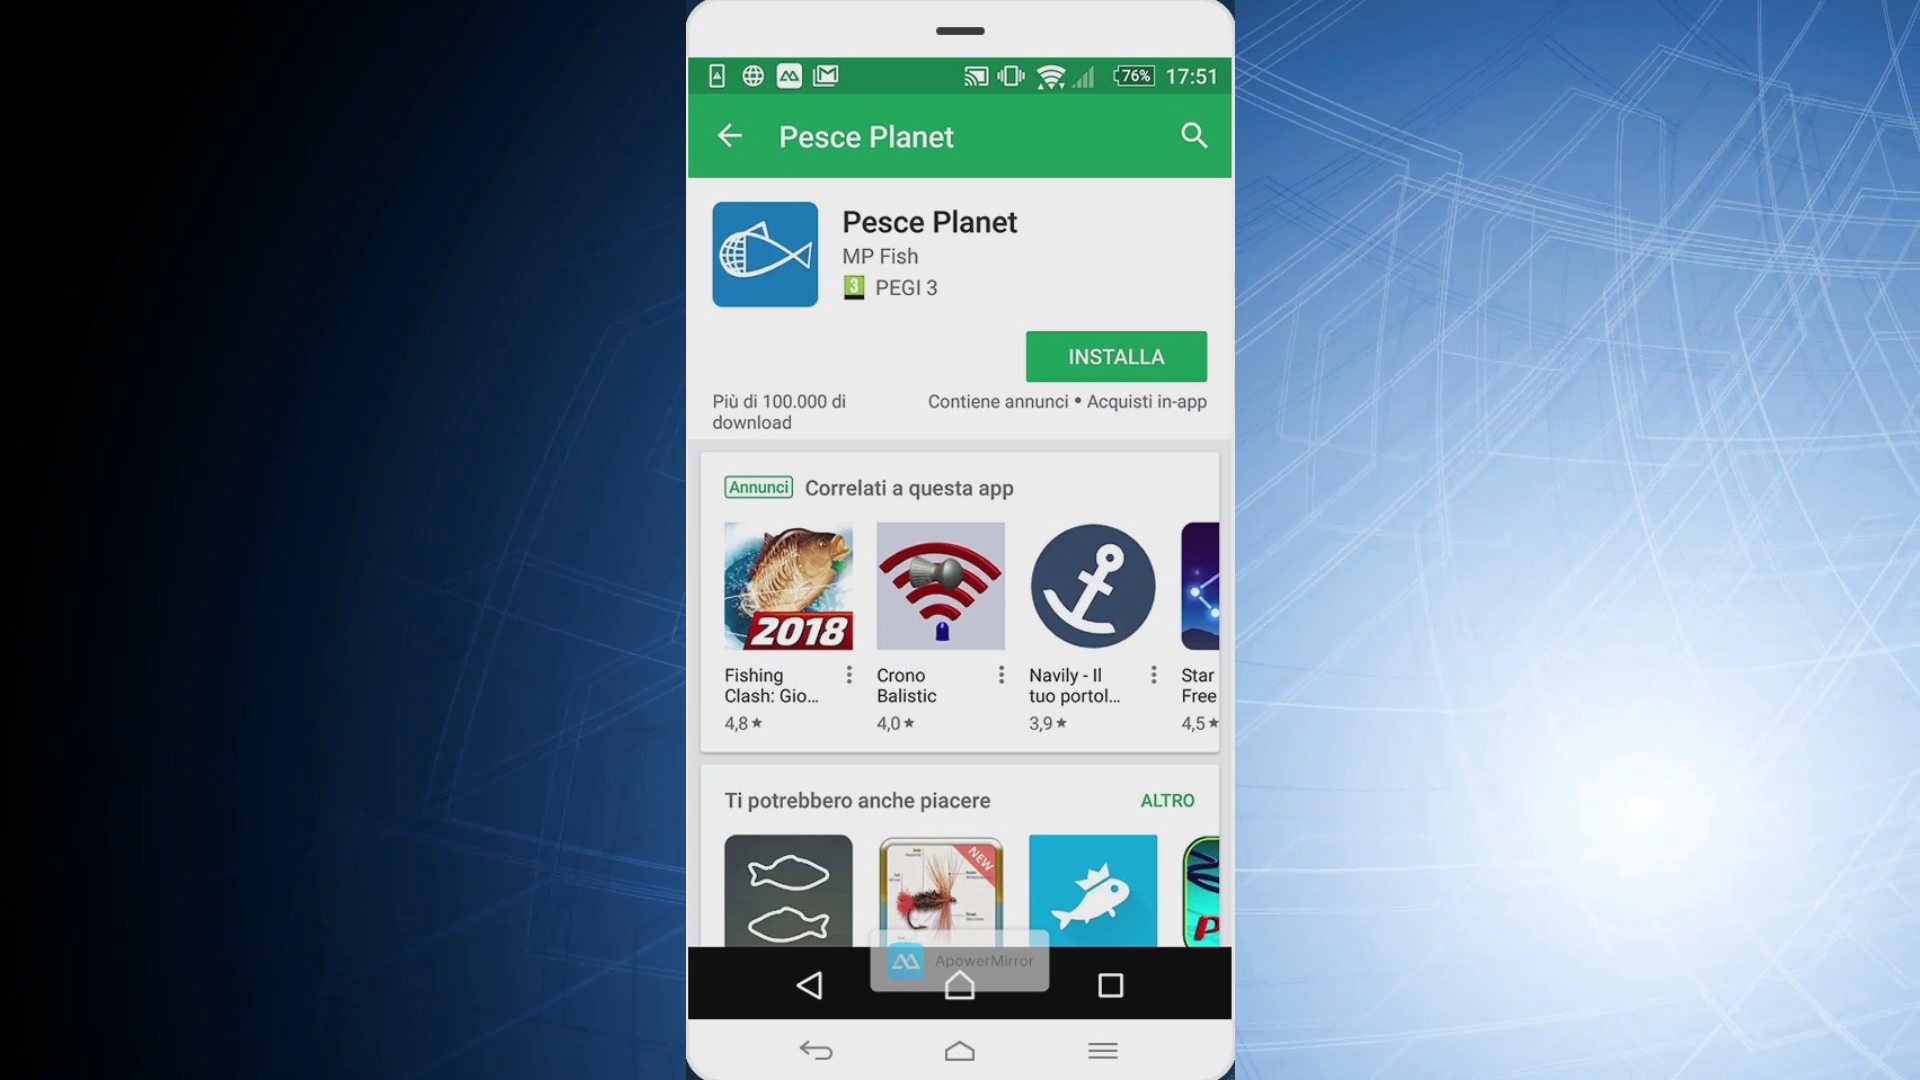 76% 17:51
Pesce Planet
Pesce Planet
MP Fish
3 PEGI 3
INSTALLA
Più di 100.000 di
download
Contiene annunci • Acquisti in-app
Annunci Correlati a questa app
2018
Fishing
Clash: Gio...
4,8★
Crono
Balistic
4,0★
Navily - Il
tuo portol...
3,9★
Star
Free
4,5★
Ti potrebbero anche piacere
ALTRO
NEW
P
ApowerMirror